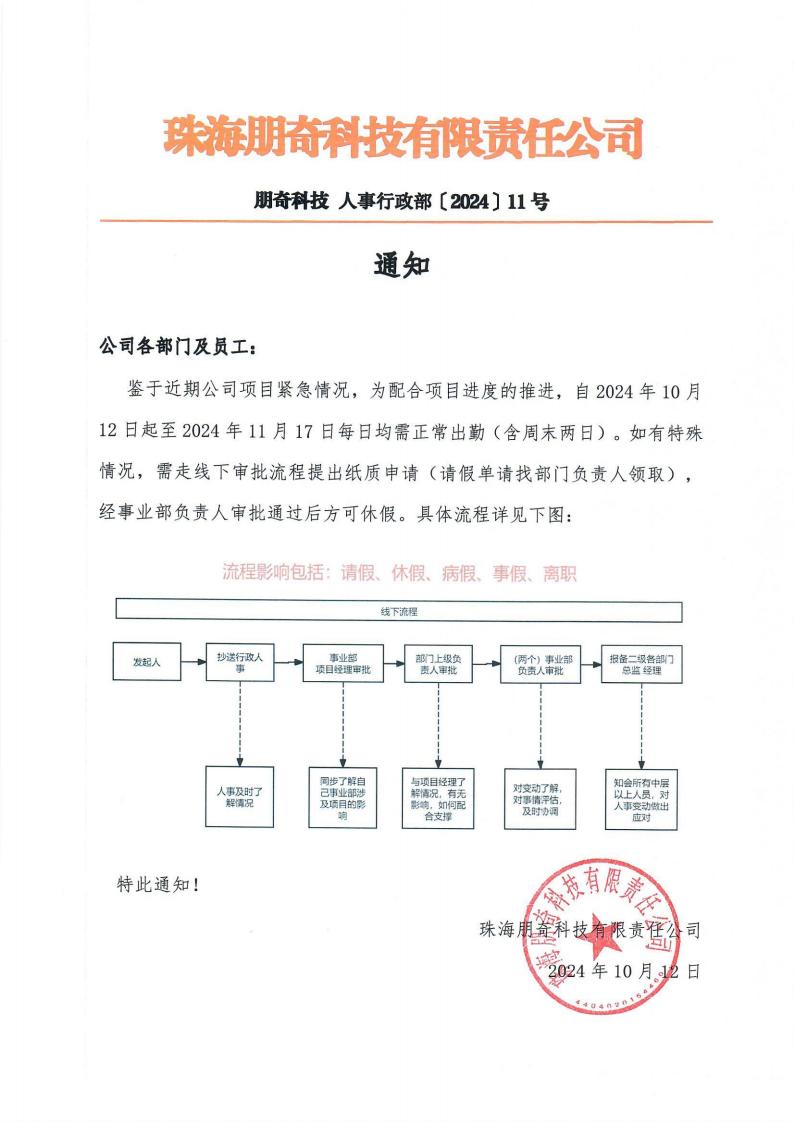 珠海朋奇科技有限责任公司
朋奇科技 人事行政部〔2024〕11号
通知
公司各部门及员工：
鉴于近期公司项目紧急情况，为配合项目进度的推进，自2024年10月
12日起至2024年11月17日每日均需正常出勤（含周末两日）。如有特殊
情况，需走线下审批流程提出纸质申请（请假单请找部门负责人领取），
经事业部负责人审批通过后方可休假。具体流程详见下图：
流程影响包括：请假、休假、病假、事假、离职
线下流程
发起人
抄送行政人
事
事业部
项目经理审批
部门上级负
责人审批
(两个）事业部
负责人审批
报备二级各部门
总监 经理
人事及时了
解情况
同步了解自
己事业部涉
及项目的影
响
与项目经理了
解情况，有无
影响，如何配
合支撑
对变动了解，
对事情评估，
及时协调
知会所有中层
以上人员，对
人事变动做出
应对
特此通知！
珠海朋奇科技有限责任公司
2024年10月12日
珠海朋奇科技有限责任公司